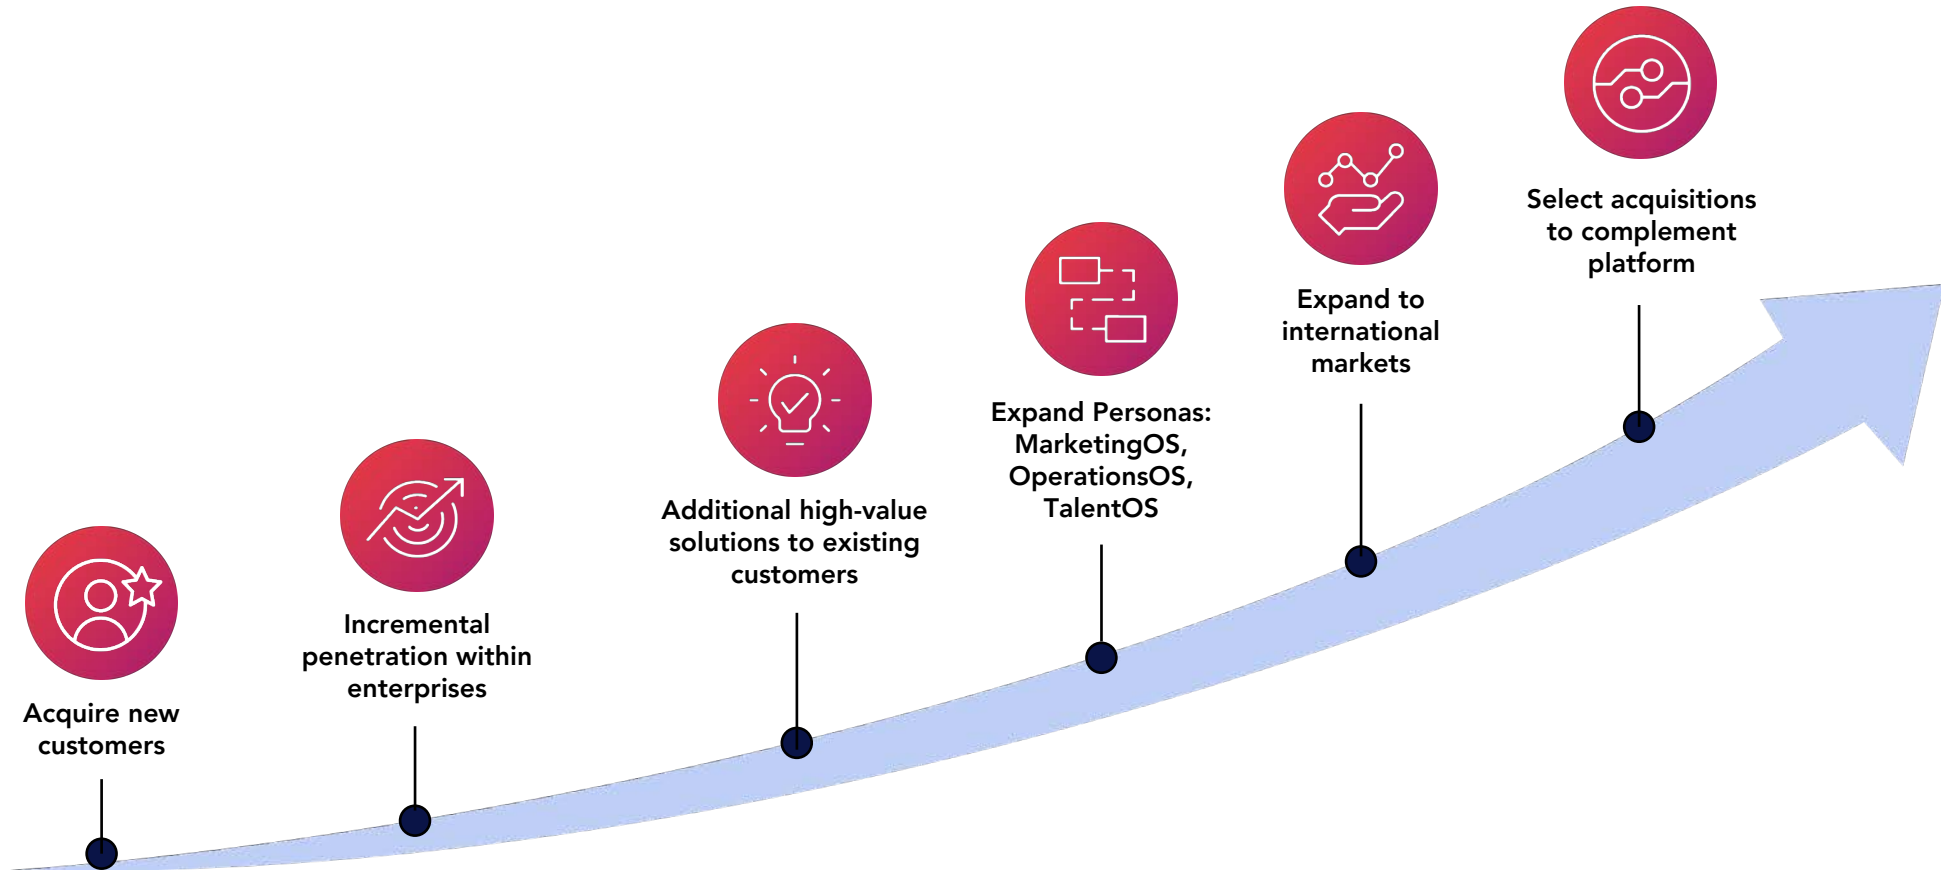 Acquire new
customers
Incremental
penetration within
enterprises
Additional high-value
solutions to existing
customers
Expand Personas:
MarketingOS,
OperationsOS,
TalentOS
Expand to
international
markets
Select acquisitions
to complement
platform